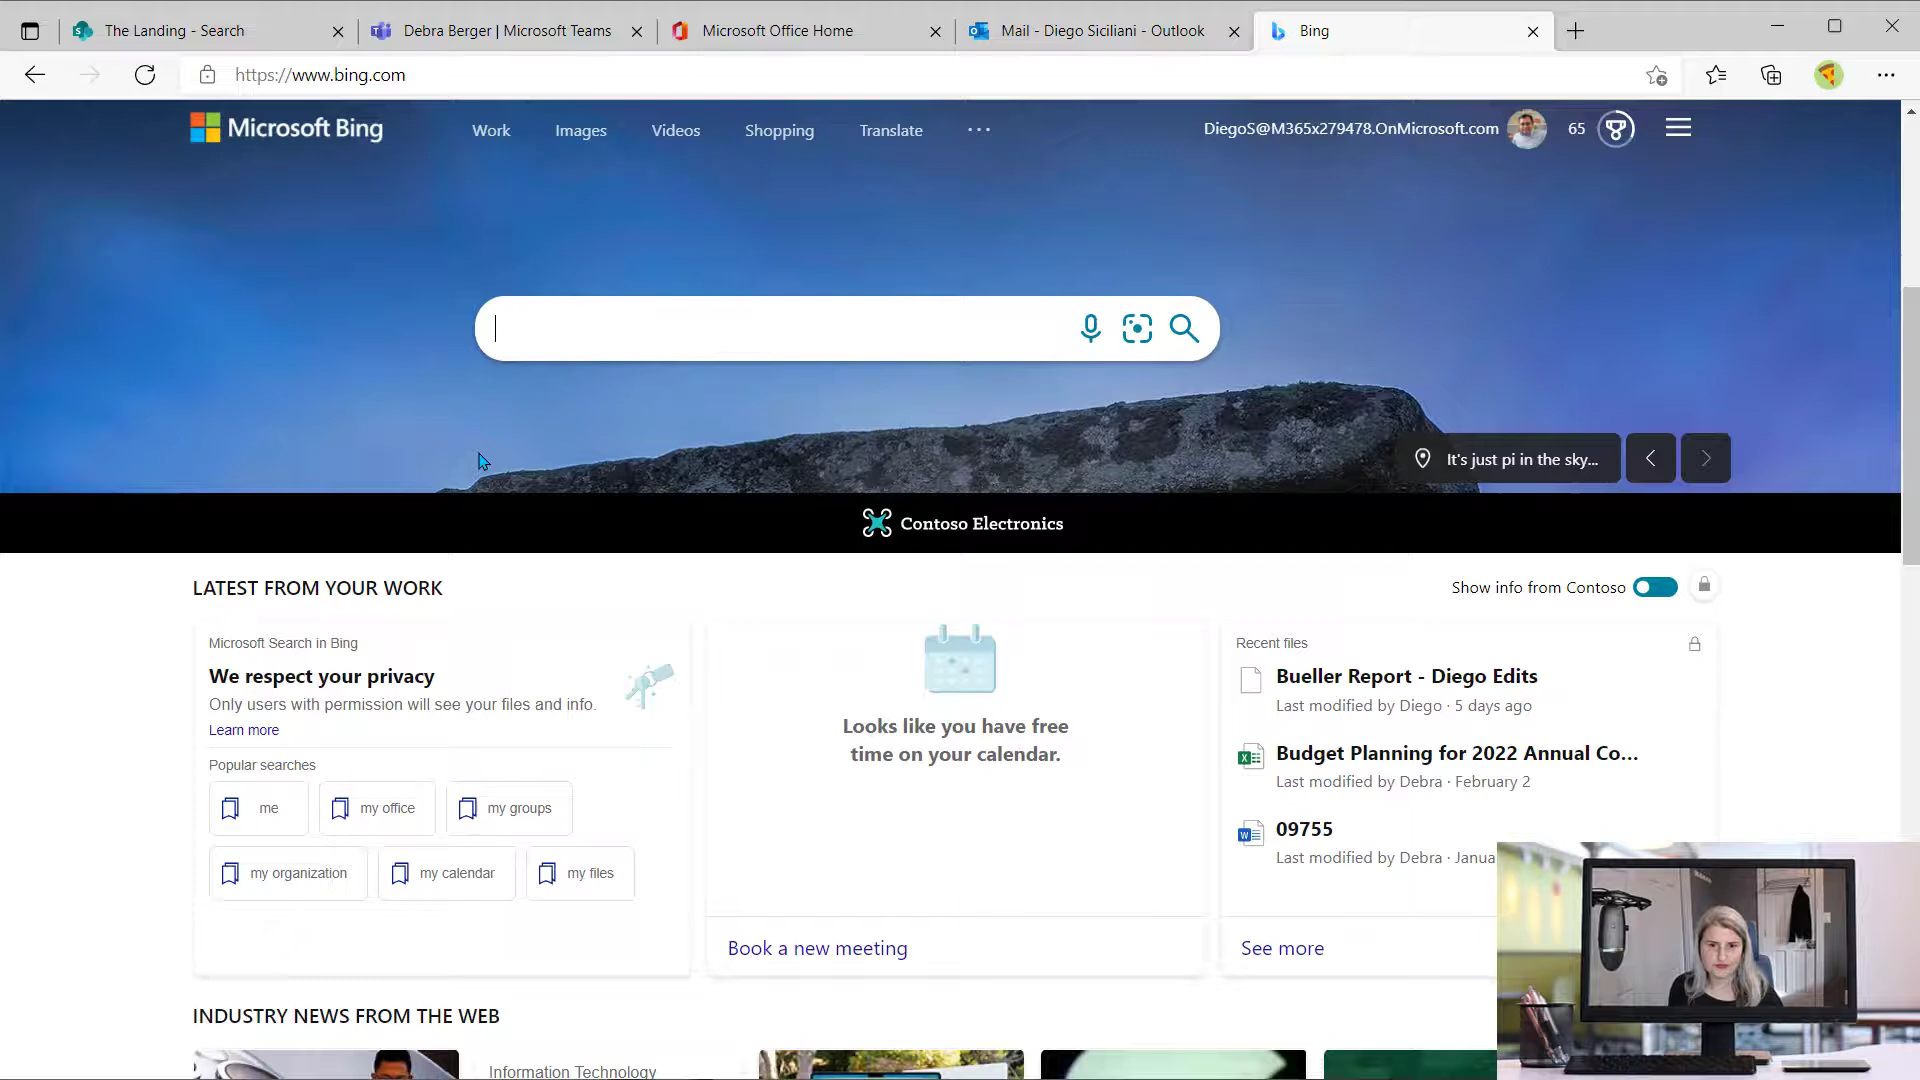 The Landing - Search
Debra Berger | Microsoft Teams
Microsoft Office Home
Mail - Diego Siciliani - Outlook
Bing
https://www.bing.com
Microsoft Bing
Work
Images
Videos
Shopping
Translate
DiegoS@M365x279478.OnMicrosoft.com
65
It's just pi in the sky...
Contoso Electronics
LATEST FROM YOUR WORK
Show info from Contoso
Microsoft Search in Bing
We respect your privacy
Only users with permission will see your files and info.
Learn more
Popular searches
me
my office
my groups
my organization
my calendar
my files
Looks like you have free
time on your calendar.
Book a new meeting
Recent files
Bueller Report - Diego Edits
Last modified by Diego · 5 days ago
Budget Planning for 2022 Annual Co...
Last modified by Debra · February 2
09755
Last modified by Debra · Janua
See more
INDUSTRY NEWS FROM THE WEB
Information Technology